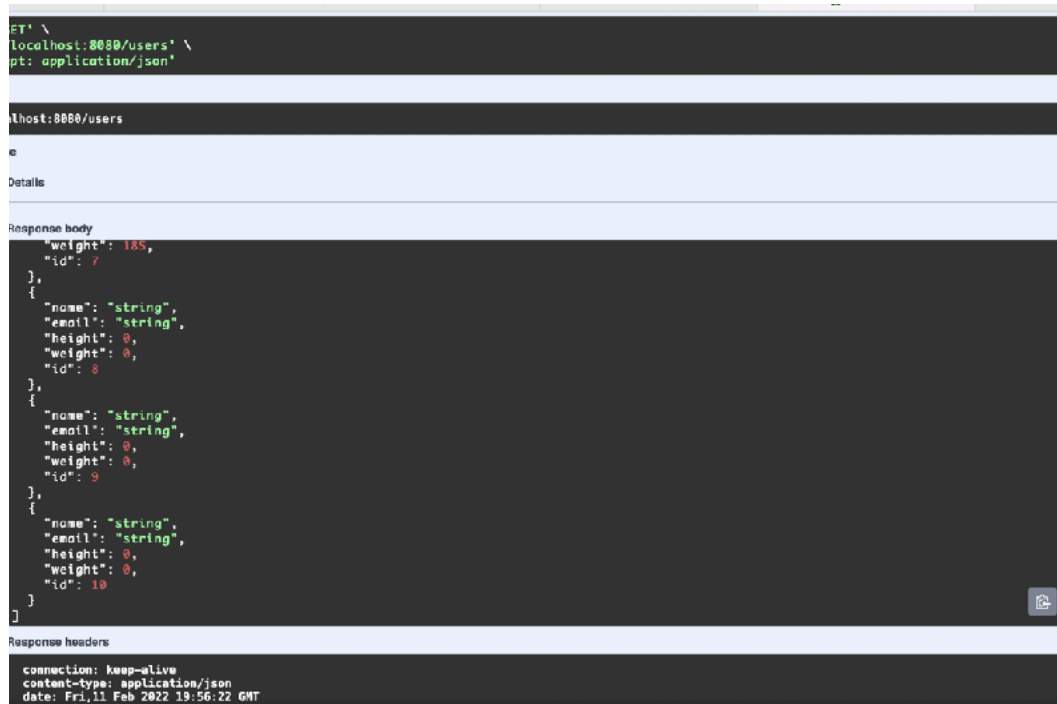 ET' \
'localhost:8080/users' \
pt: application/json'
alhost:8080/users
e
Details
Response body
"weight": 185,
"id": 7
},
{
"name": "string",
"email": "string",
"height": 0,
"weight": 0,
"id": 8
},
{
"name": "string",
"email": "string",
"height": 0,
"weight": 0,
"id": 9
},
{
"name": "string",
"email": "string",
"height": 0,
"weight": 0,
"id": 10
}
]
Response headers
connection: keep-alive
content-type: application/json
date: Fri,11 Feb 2022 19:56:22 GMT